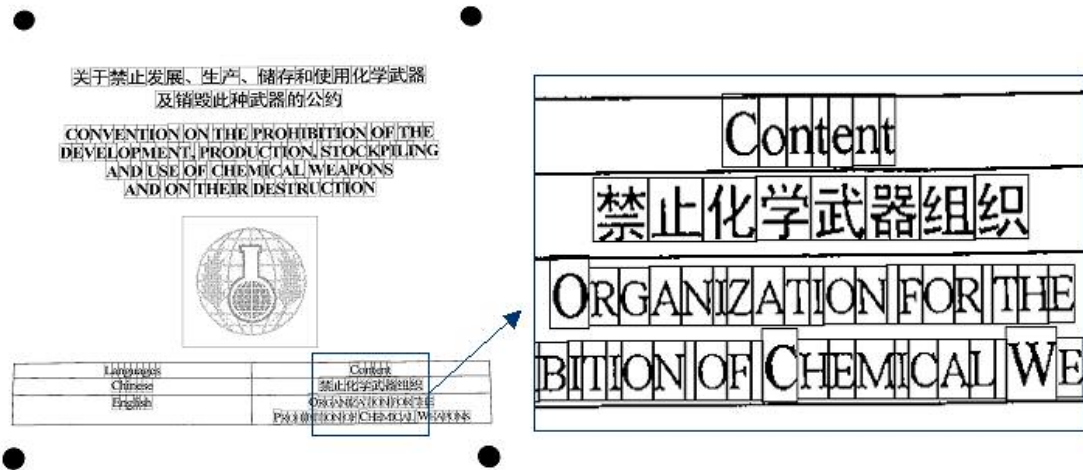 关于禁止发展、生产、储存和使用化学武器
及销毁此种武器的公约
CONVENTION ON THE PROHIBITION OF THE
DEVELOPMENT, PRODUCTION, STOCKPILING
AND USE OF CHEMICAL WEAPONS
AND ON THEIR DESTRUCTION
Languages Content
Chinese 禁止化学武器组织
English ORGANIZATION FOR THE
PROHIBITION OF CHEMICAL WEAPONS
Content
禁止化学武器组织
ORGANIZATION FOR THE
BITION OF CHEMICAL WE